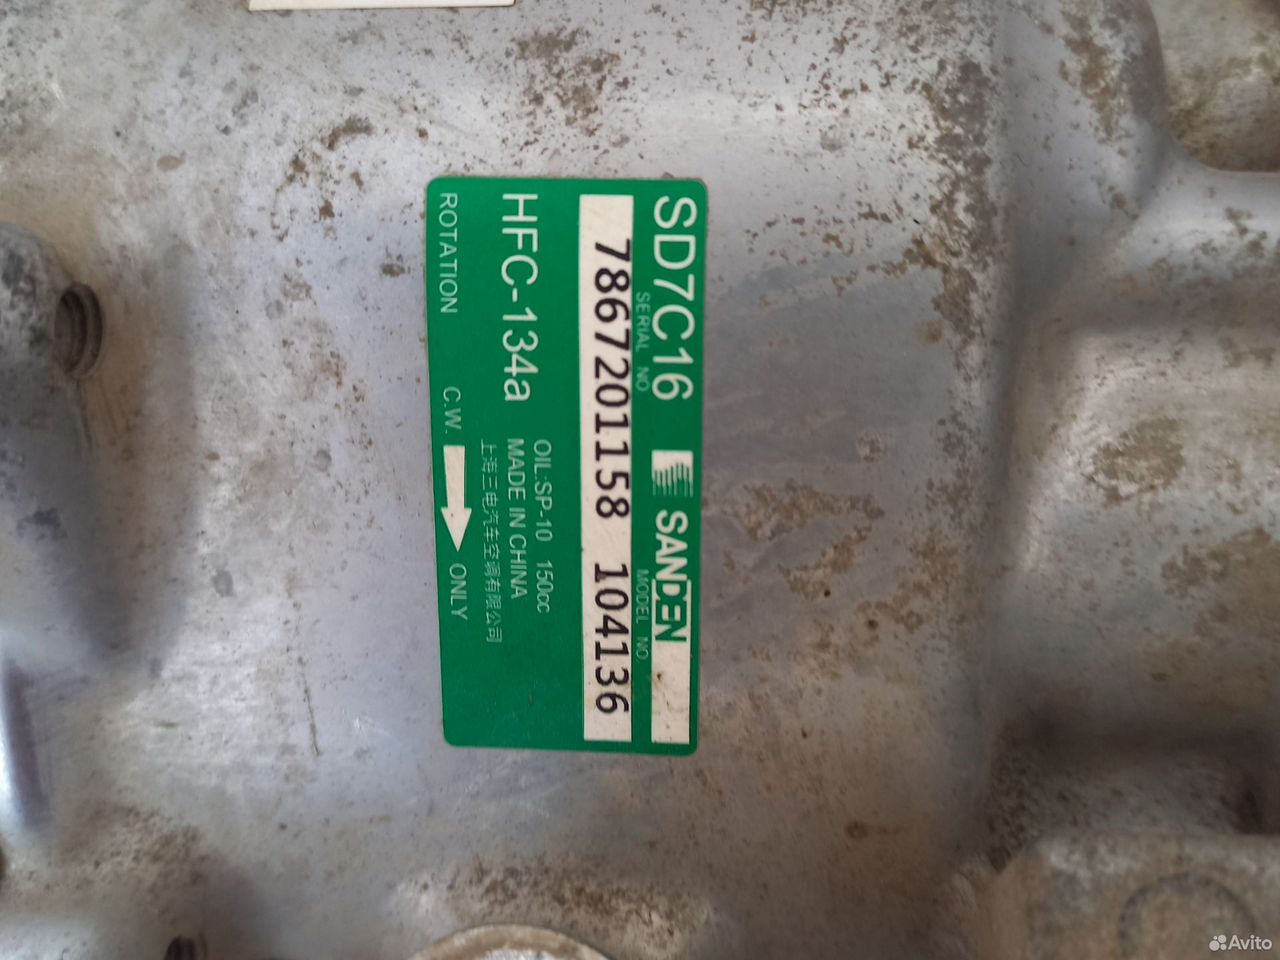 SD7C16 SANDEN
SERIAL NO. MODEL NO.
7867201158 104136
HFC-134a
OIL:SP-10 150cc
MADE IN CHINA
上海三电汽车空调有限公司
ROTATION C.W. ONLY
Avito